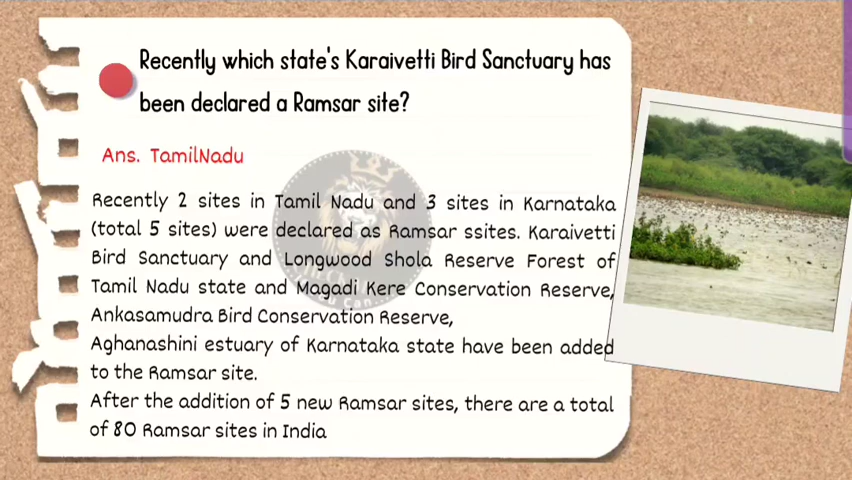 Recently which state's Karaivetti Bird Sanctuary has
been declared a Ramsar site?
Ans. TamilNadu
Recently 2 sites in Tamil Nadu and 3 sites in Karnataka
(total 5 sites) were declared as Ramsar ssites. Karaivetti
Bird Sanctuary and Longwood Shola Reserve Forest of
Tamil Nadu state and Magadi Kere Conservation Reserve,
Ankasamudra Bird Conservation Reserve,
Aghanashini estuary of Karnataka state have been added
to the Ramsar site.
After the addition of 5 new Ramsar sites, there are a total
of 80 Ramsar sites in India